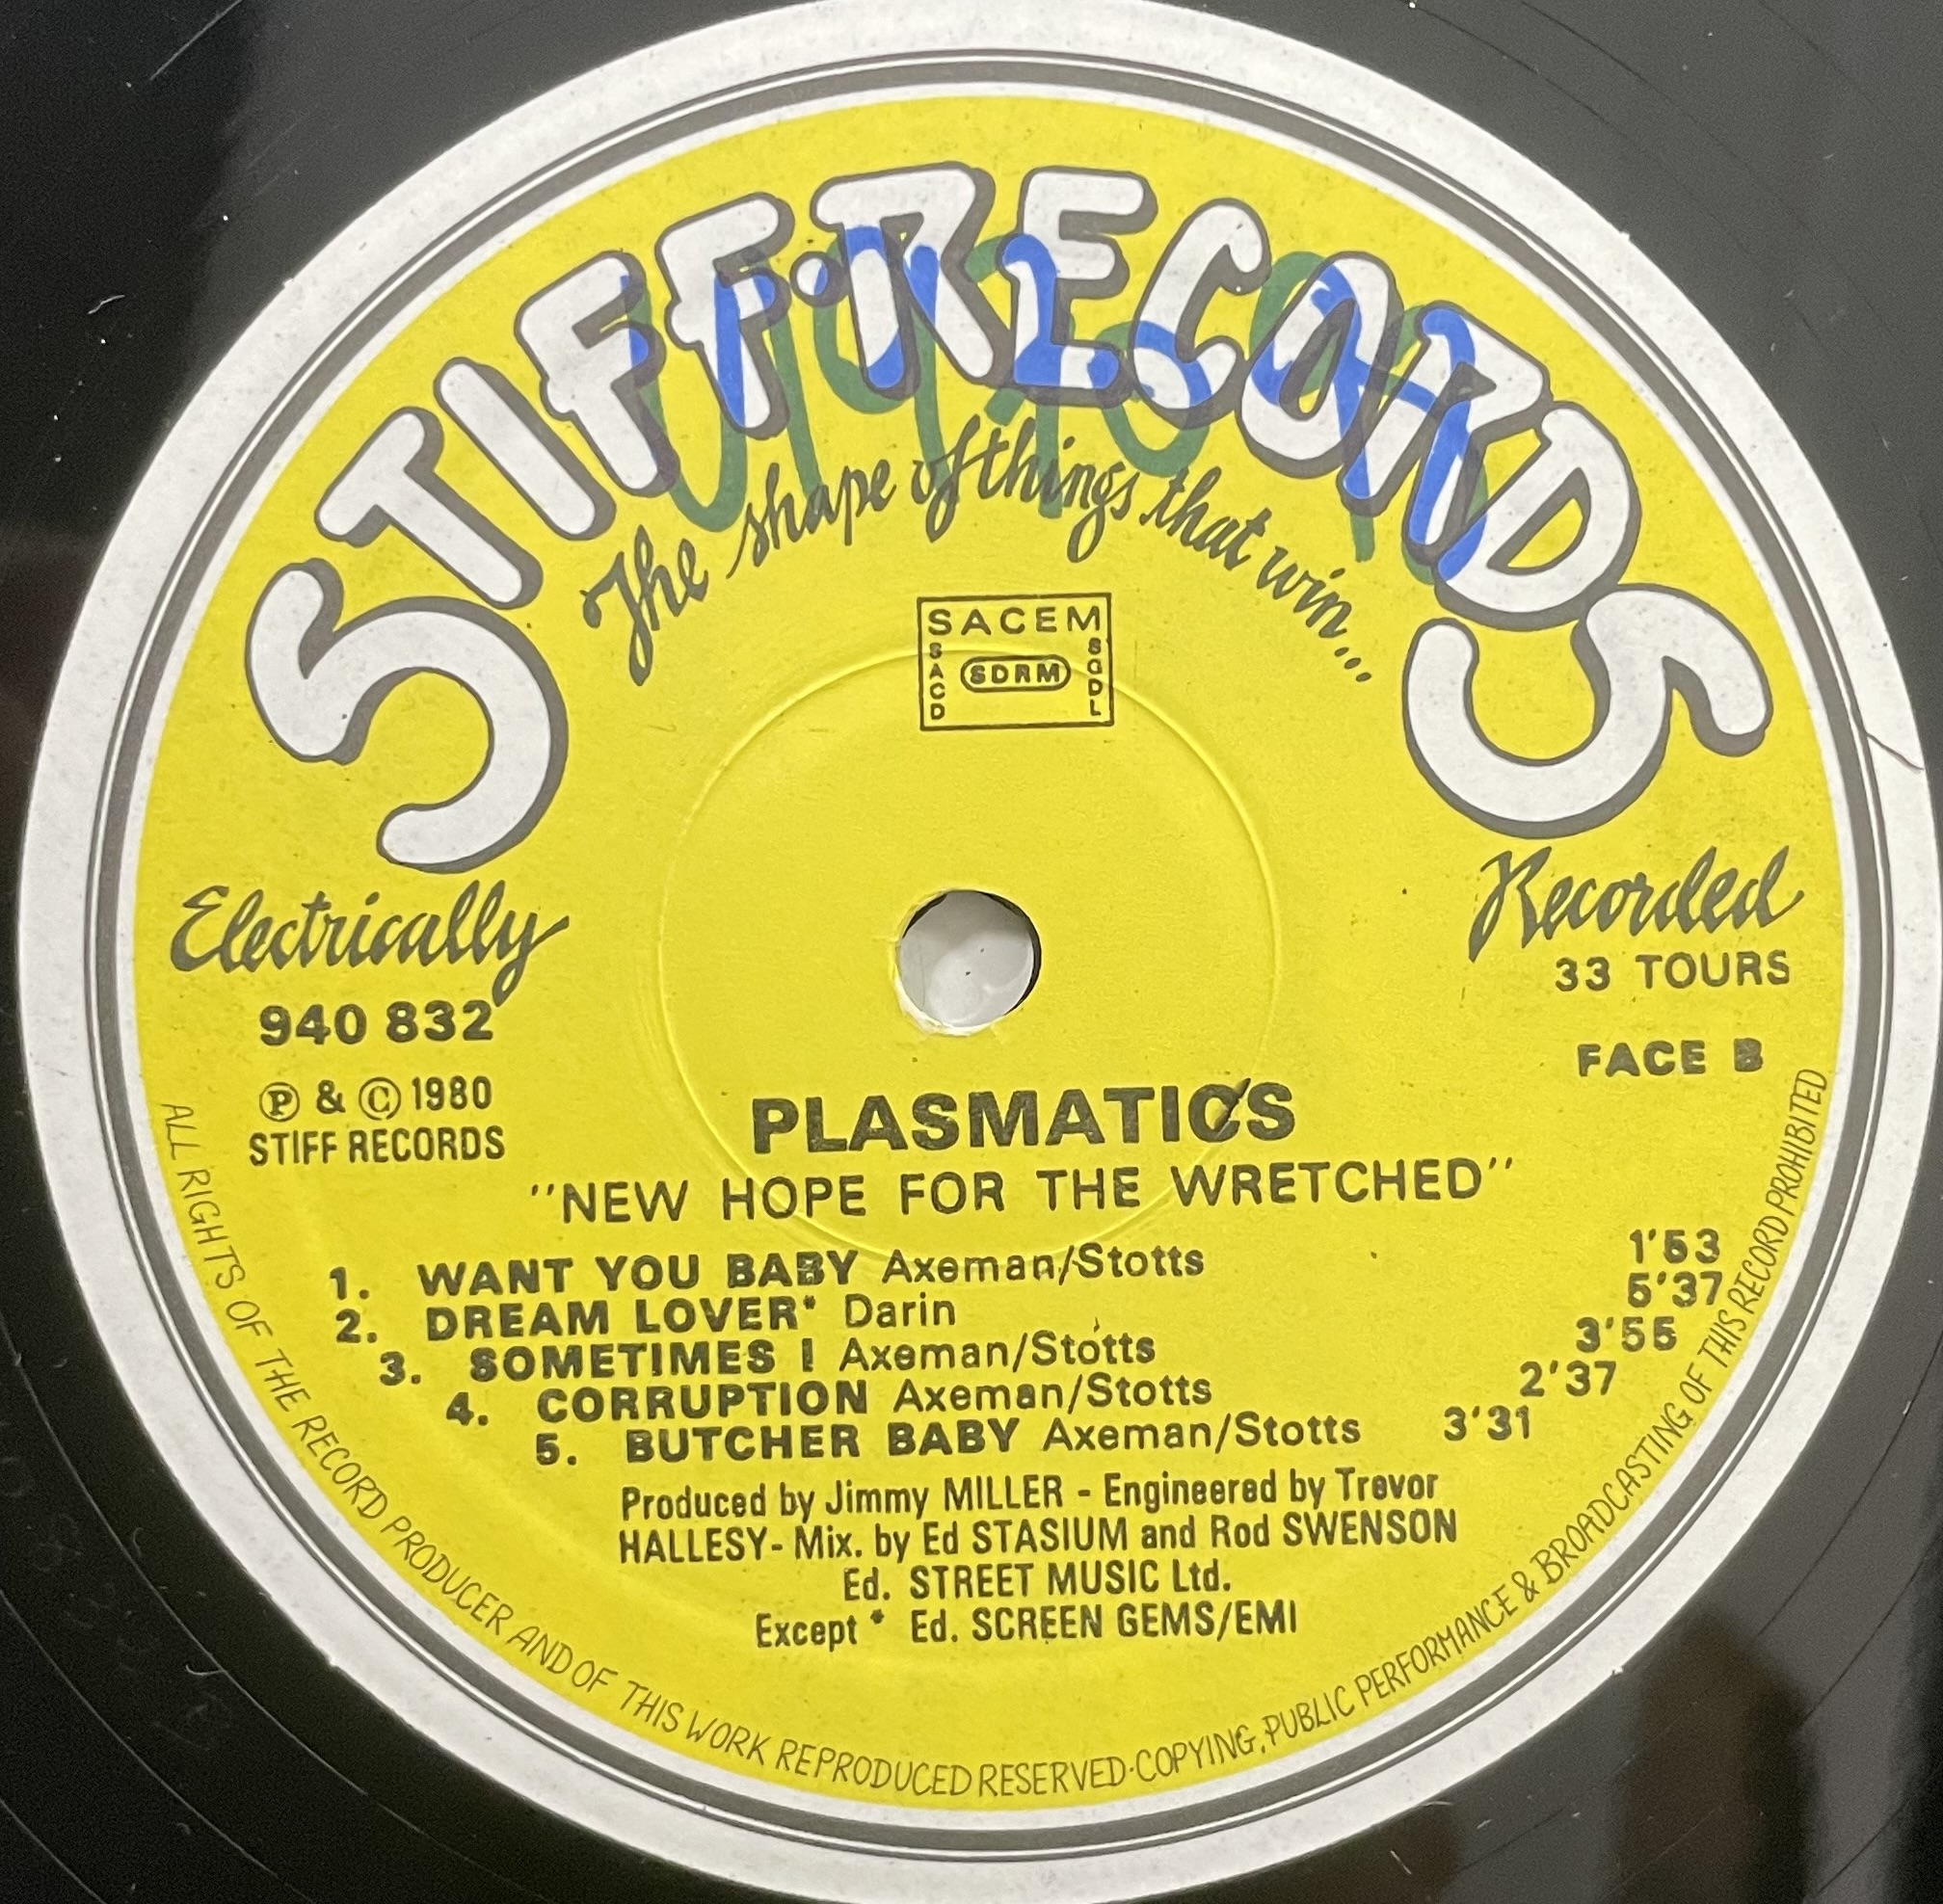 STIFF·RECORDS
The shape of things that win...
SACEM
SACD
SDRM
SGDL
Electrically
Recorded
940 832
33 TOURS
Ⓟ & Ⓒ 1980
STIFF RECORDS
FACE B
PLASMATICS
"NEW HOPE FOR THE WRETCHED"
1. WANT YOU BABY Axeman/Stotts 1'53
2. DREAM LOVER* Darin 5'37
3. SOMETIMES I Axeman/Stotts 3'55
4. CORRUPTION Axeman/Stotts 2'37
5. BUTCHER BABY Axeman/Stotts 3'31
Produced by Jimmy MILLER - Engineered by Trevor
HALLESY- Mix. by Ed STASIUM and Rod SWENSON
Ed. STREET MUSIC Ltd.
Except * Ed. SCREEN GEMS/EMI
ALL RIGHTS OF THE RECORD PRODUCER AND OF THIS WORK REPRODUCED RESERVED·COPYING, PUBLIC PERFORMANCE & BROADCASTING OF THIS RECORD PROHIBITED